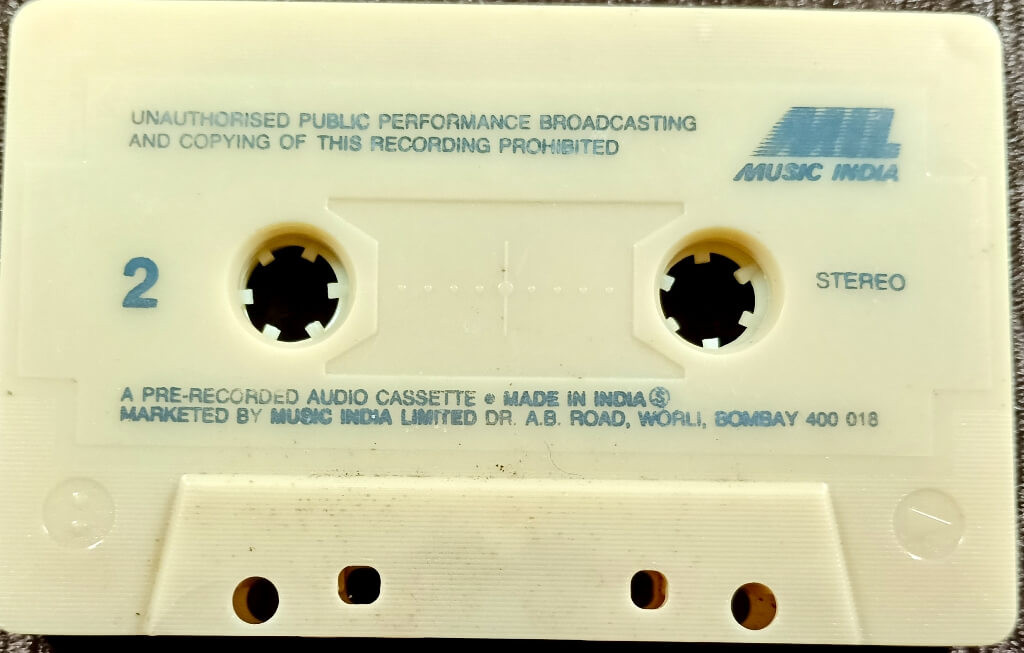 UNAUTHORISED PUBLIC PERFORMANCE BROADCASTING
AND COPYING OF THIS RECORDING PROHIBITED
MIL
MUSIC INDIA
2
STEREO
A PRE-RECORDED AUDIO CASSETTE • MADE IN INDIA Ⓢ
MARKETED BY MUSIC INDIA LIMITED DR. A.B. ROAD, WORLI, BOMBAY 400 018